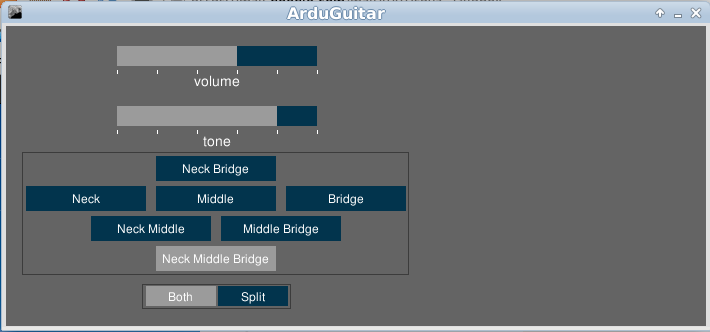 ArduGuitar
volume
tone
Neck Bridge
Neck Middle Bridge
Neck Middle Middle Bridge
Neck Middle Bridge
Both Split